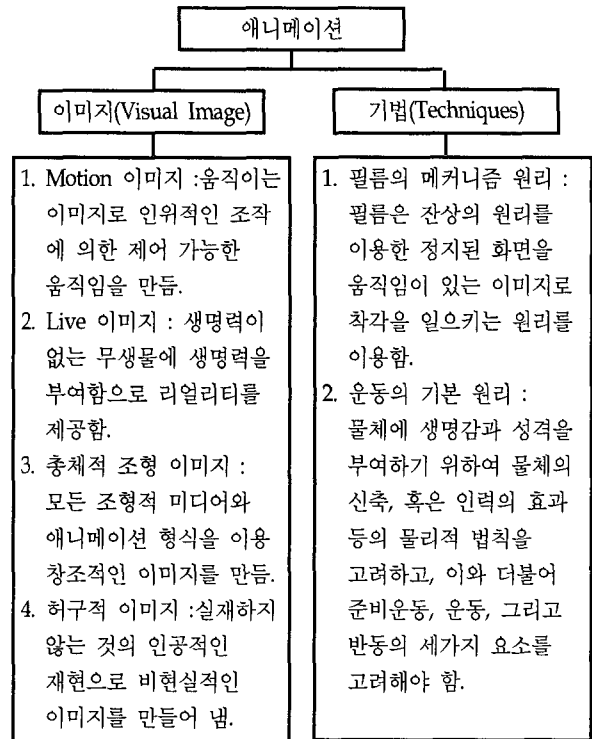 애니메이션
이미지(Visual Image)
기법(Techniques)
1. Motion 이미지 :움직이는
이미지로 인위적인 조작
에 의한 제어 가능한
움직임을 만듬.
2. Live 이미지 : 생명력이
없는 무생물에 생명력을
부여함으로 리얼리티를
제공함.
3. 총체적 조형 이미지 :
모든 조형적 미디어와
애니메이션 형식을 이용
창조적인 이미지를 만듬.
4. 허구적 이미지 :실재하지
않는 것의 인공적인
재현으로 비현실적인
이미지를 만들어 냄.
1. 필름의 메커니즘 원리 :
필름은 잔상의 원리를
이용한 정지된 화면을
움직임이 있는 이미지로
착각을 일으키는 원리를
이용함.
2. 운동의 기본 원리 :
물체에 생명감과 성격을
부여하기 위하여 물체의
신축, 혹은 인력의 효과
등의 물리적 법칙을
고려하고, 이와 더불어
준비운동, 운동, 그리고
반동의 세가지 요소를
고려해야 함.